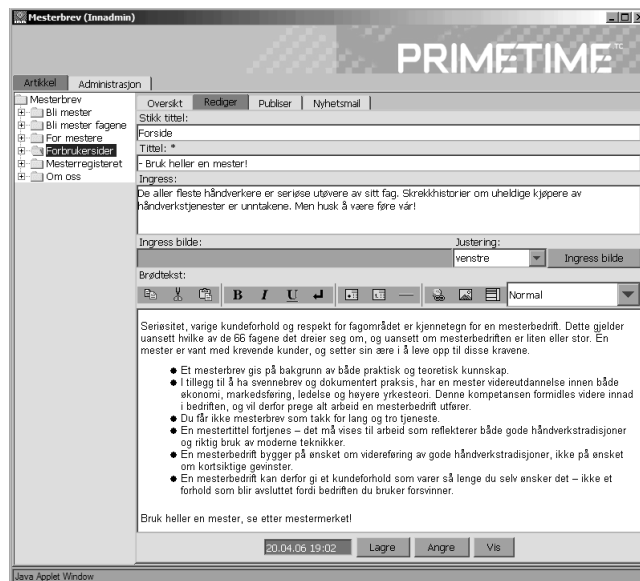 Mesterbrev (Innadmin)
PRIMETIME TC
Artikkel Administrasjon
Mesterbrev
Bli mester
Bli mester fagene
For mestere
Forbrukersider
Mesterregisteret
Om oss
Oversikt Rediger Publiser Nyhetsmail
Stikk tittel:
Forside
Tittel: *
- Bruk heller en mester!
Ingress:
De aller fleste håndverkere er seriøse utøvere av sitt fag. Skrekkhistorier om uheldige kjøpere av
håndverkstjenester er unntakene. Men husk å være føre vár!
Ingress bilde: Justering:
venstre Ingress bilde
Brødtekst:
B I U Normal
Seriøsitet, varige kundeforhold og respekt for fagområdet er kjennetegn for en mesterbedrift. Dette gjelder
uansett hvilke av de 66 fagene det dreier seg om, og uansett om mesterbedriften er liten eller stor. En
mester er vant med krevende kunder, og setter sin ære i å leve opp til disse kravene.
● Et mesterbrev gis på bakgrunn av både praktisk og teoretisk kunnskap.
● I tillegg til å ha svennebrev og dokumentert praksis, har en mester videreutdannelse innen både
økonomi, markedsføring, ledelse og høyere yrkesteori. Denne kompetansen formidles videre innad
i bedriften, og vil derfor prege alt arbeid en mesterbedrift utfører.
● Du får ikke mesterbrev som takk for lang og tro tjeneste.
● En mestertittel fortjenes – det må vises til arbeid som reflekterer både gode håndverkstradisjoner
og riktig bruk av moderne teknikker.
● En mesterbedrift bygger på ønsket om videreføring av gode håndverkstradisjoner, ikke på ønsket
om kortsiktige gevinster.
● En mesterbedrift kan derfor gi et kundeforhold som varer så lenge du selv ønsker det – ikke et
forhold som blir avsluttet fordi bedriften du bruker forsvinner.
Bruk heller en mester, se etter mestermerket!
20.04.06 19:02 Lagre Angre Vis
Java Applet Window